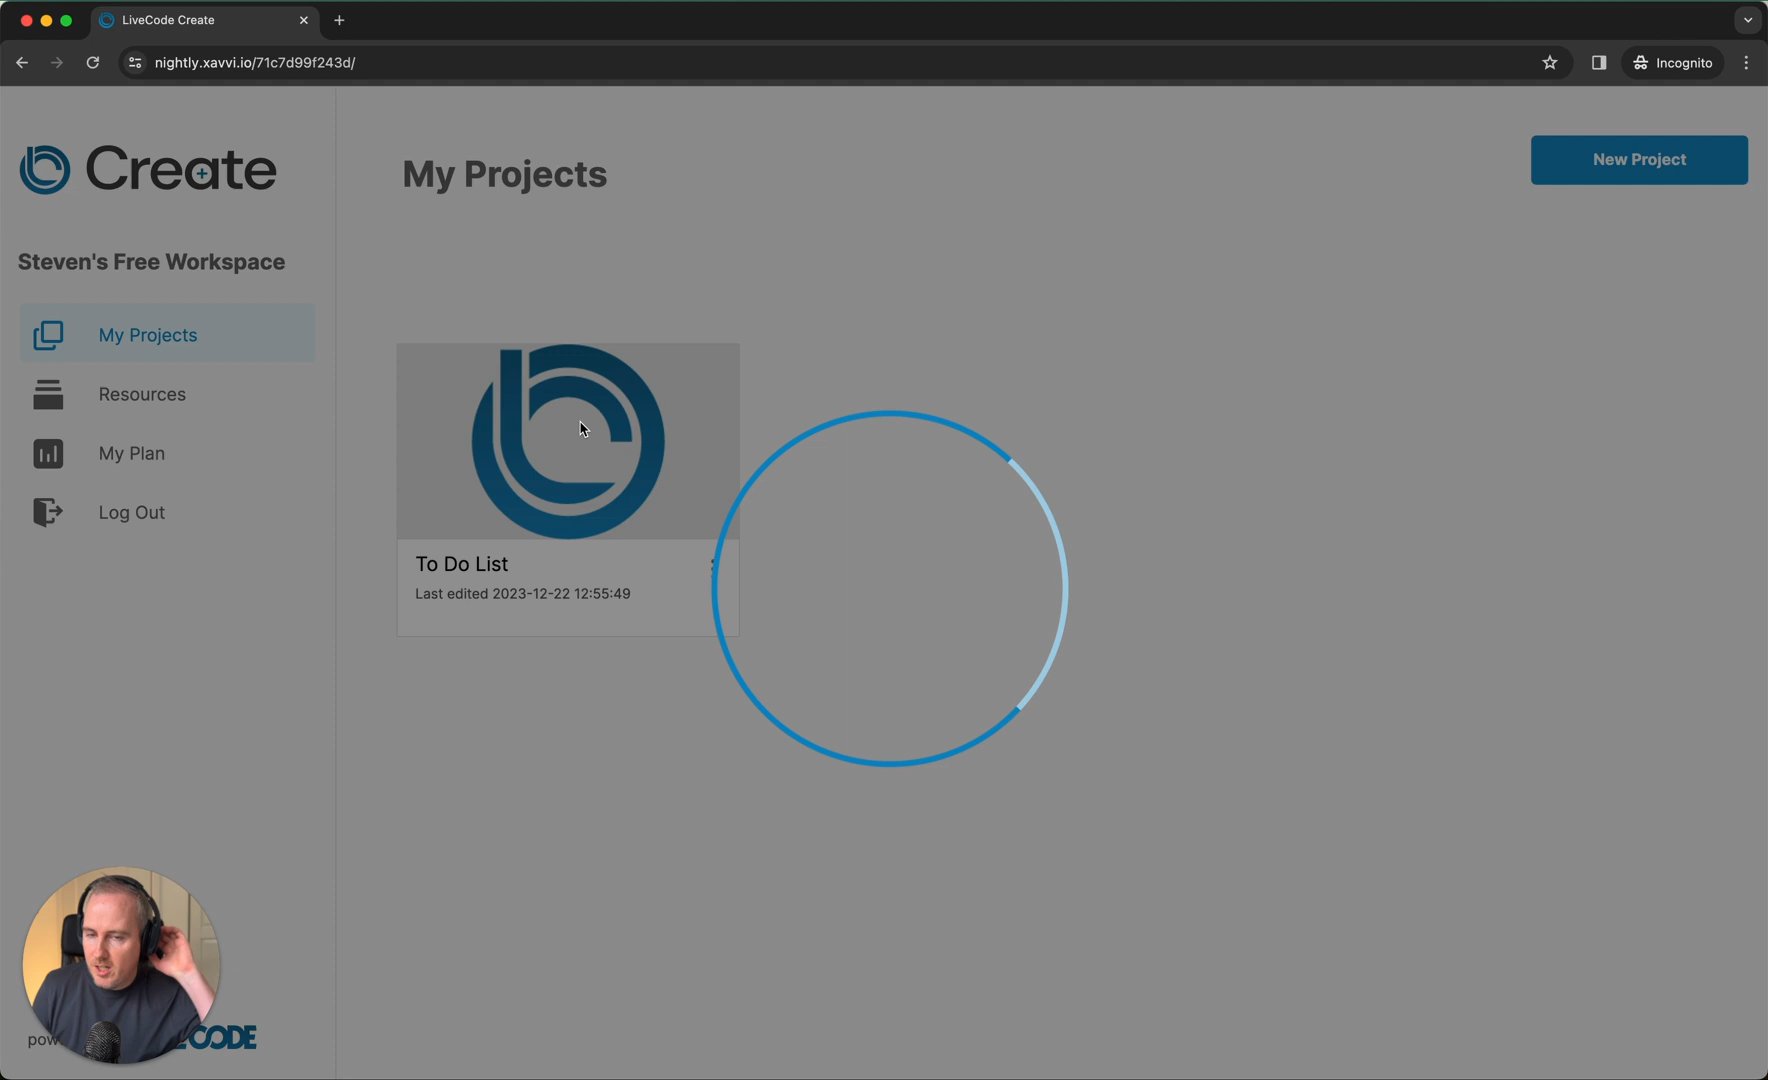 LiveCode Create
nightly.xavvi.io/71c7d99f243d/
Incognito
Create
My Projects
New Project
Steven's Free Workspace
My Projects
Resources
My Plan
Log Out
To Do List
Last edited 2023-12-22 12:55:49
CODE